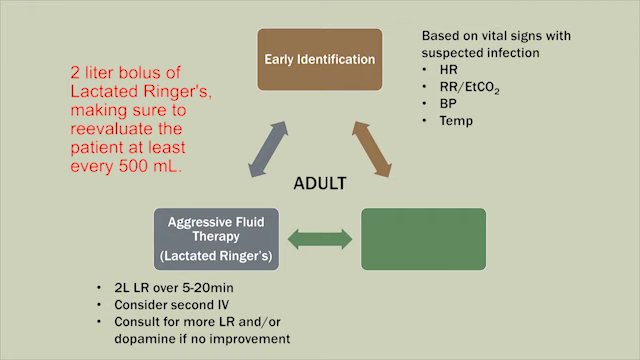 Early Identification
Based on vital signs with
suspected infection
• HR
• RR/EtCO₂
• BP
• Temp
2 liter bolus of
Lactated Ringer's,
making sure to
reevaluate the
patient at least
every 500 mL.
ADULT
Aggressive Fluid
Therapy
(Lactated Ringer's)
• 2L LR over 5-20min
• Consider second IV
• Consult for more LR and/or
dopamine if no improvement